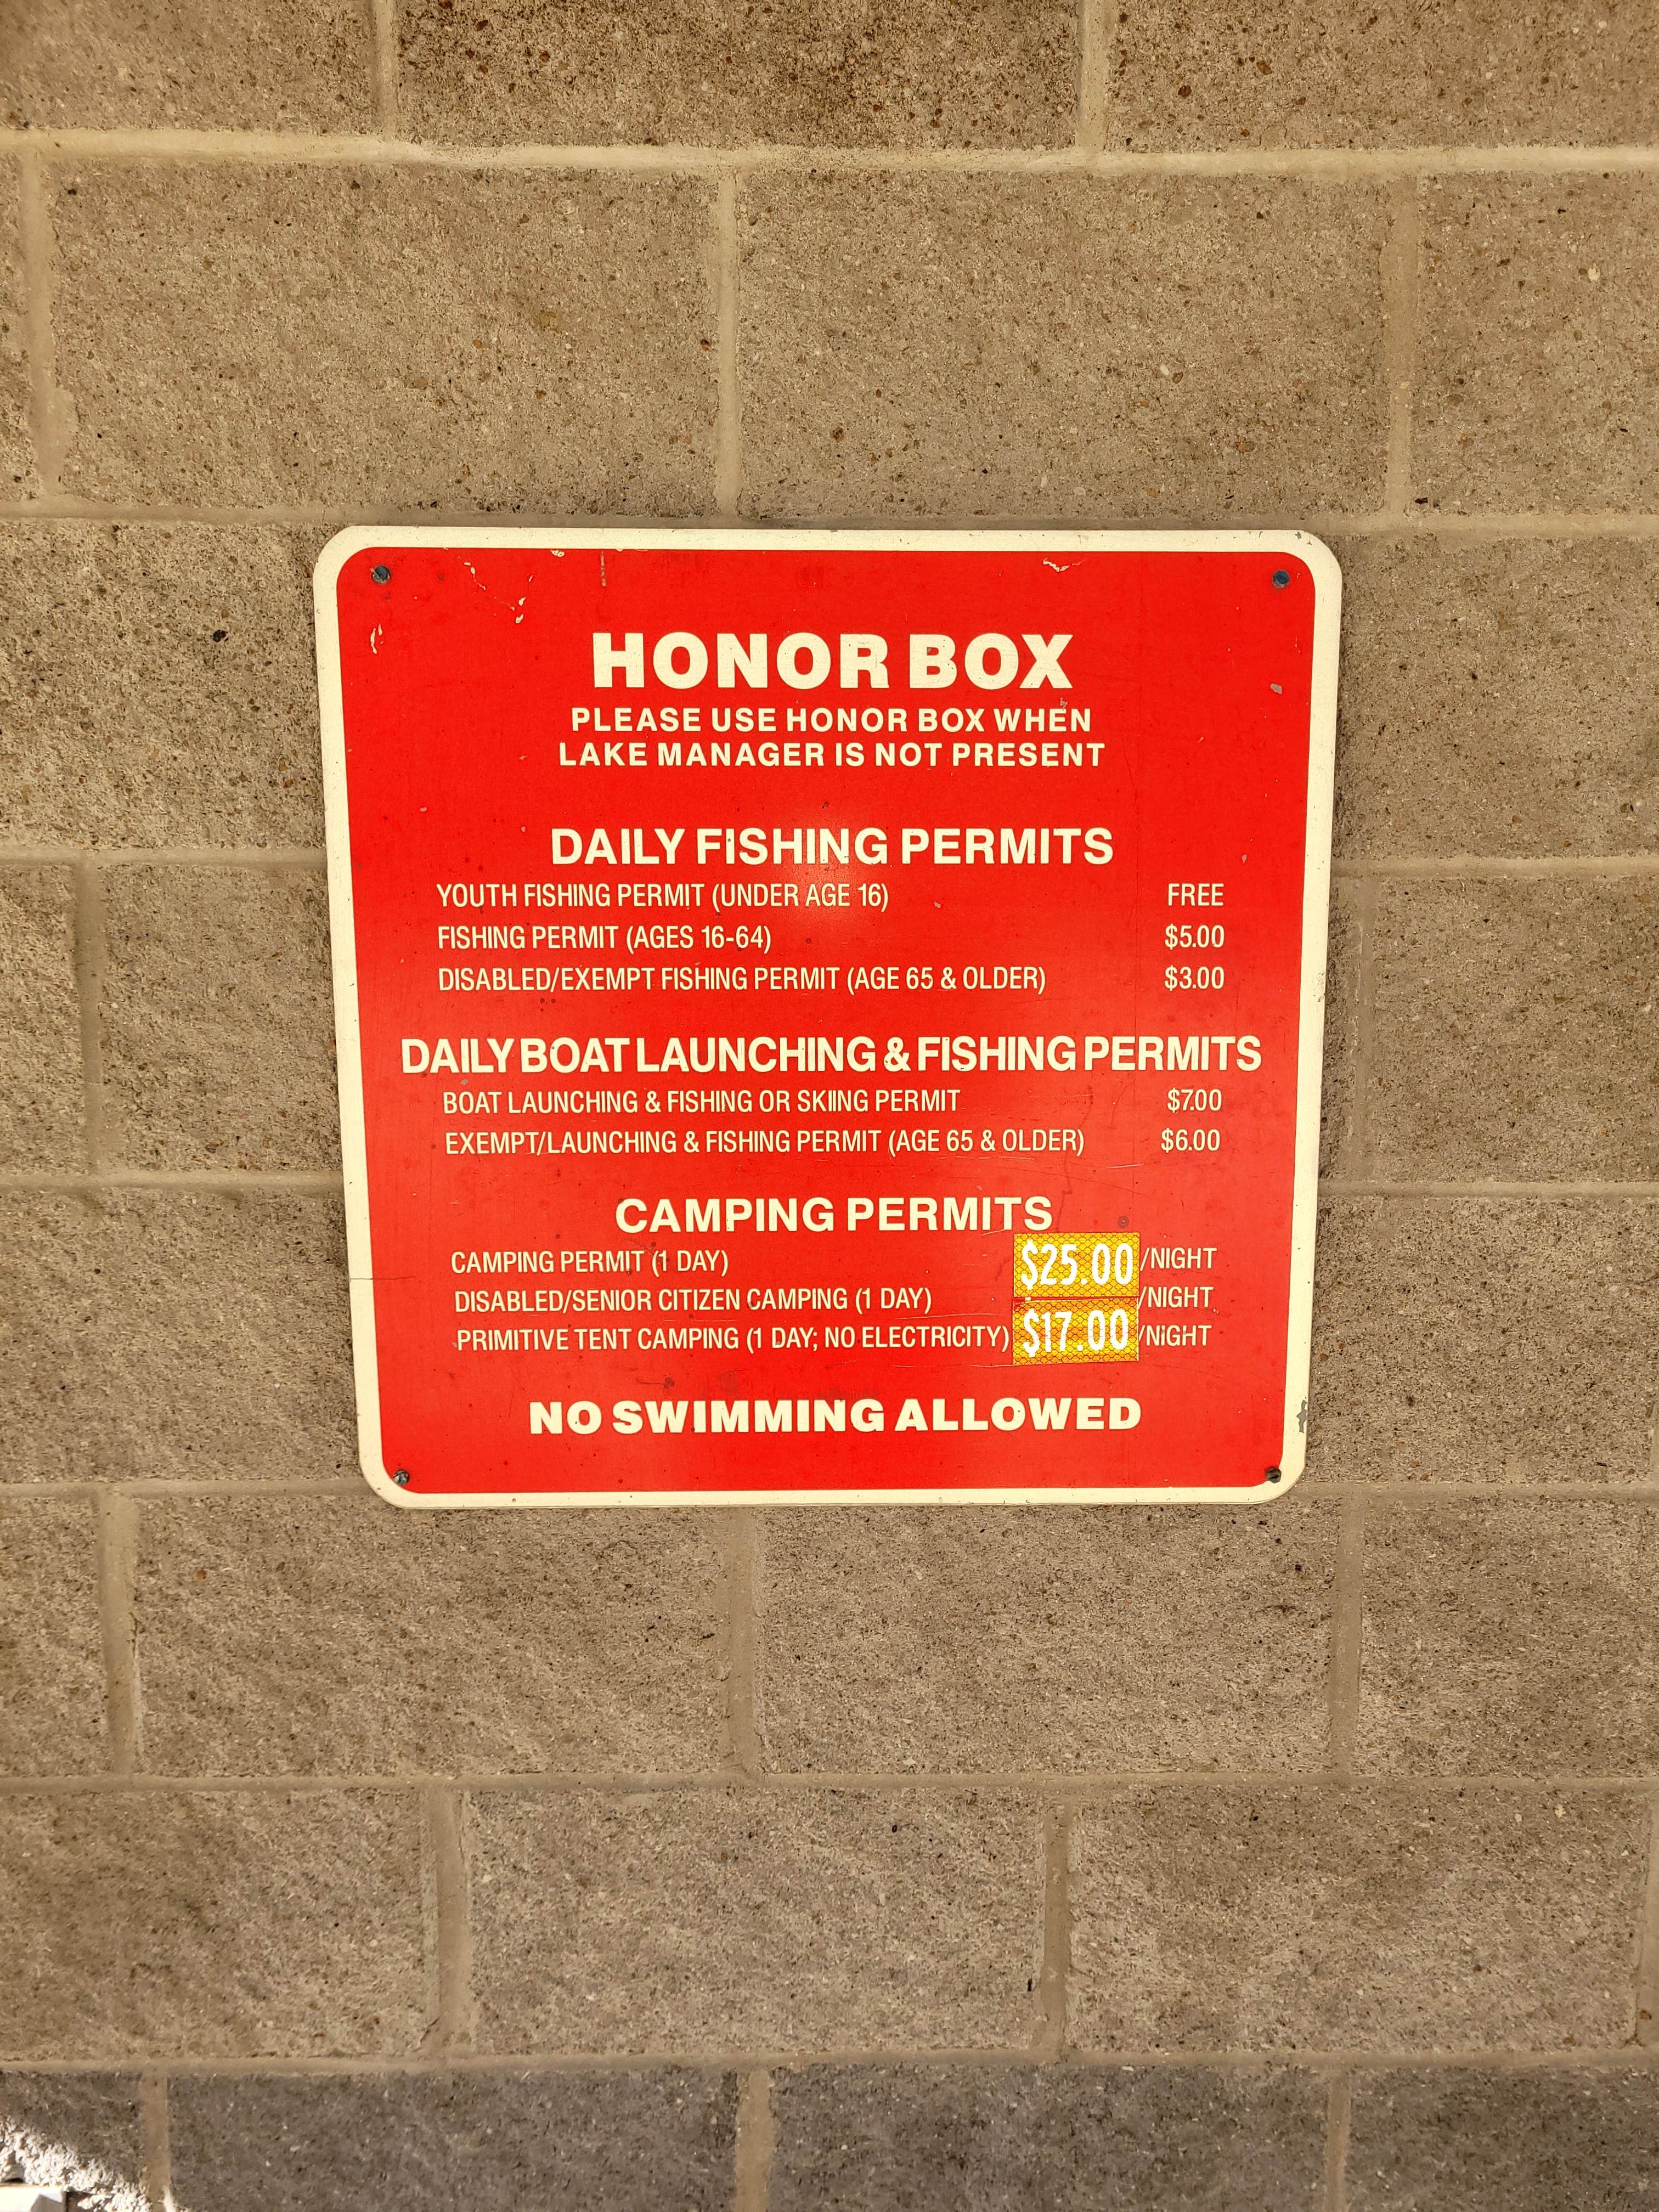 HONOR BOX
PLEASE USE HONOR BOX WHEN
LAKE MANAGER IS NOT PRESENT
DAILY FISHING PERMITS
YOUTH FISHING PERMIT (UNDER AGE 16) FREE
FISHING PERMIT (AGES 16-64) $5.00
DISABLED/EXEMPT FISHING PERMIT (AGE 65 & OLDER) $3.00
DAILY BOAT LAUNCHING & FISHING PERMITS
BOAT LAUNCHING & FISHING OR SKIING PERMIT $7.00
EXEMPT/LAUNCHING & FISHING PERMIT (AGE 65 & OLDER) $6.00
CAMPING PERMITS
CAMPING PERMIT (1 DAY) $25.00 /NIGHT
DISABLED/SENIOR CITIZEN CAMPING (1 DAY) /NIGHT
PRIMITIVE TENT CAMPING (1 DAY; NO ELECTRICITY) $17.00 /NIGHT
NO SWIMMING ALLOWED